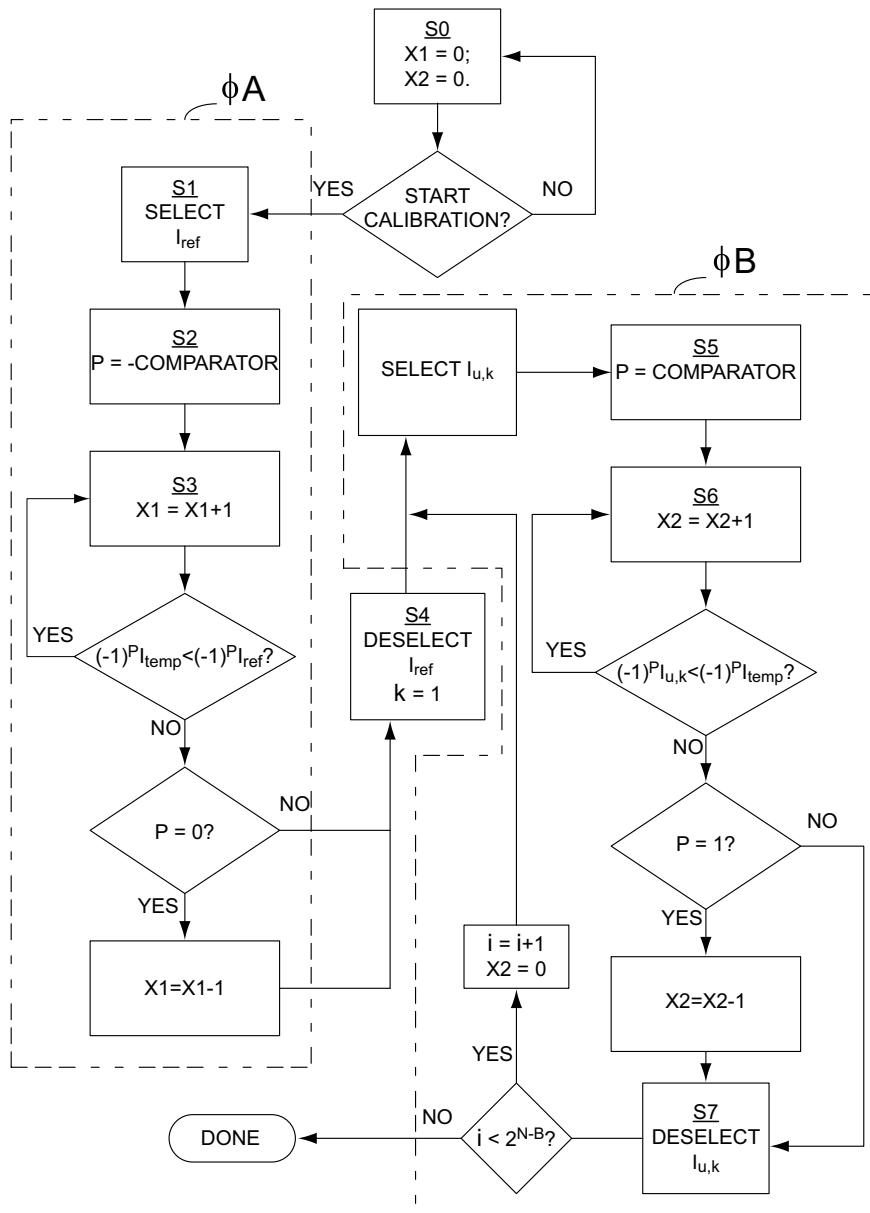 S0
X1 = 0;
X2 = 0.
ϕA
START
CALIBRATION?
YES
NO
S1
SELECT
Iref
S2
P = -COMPARATOR
S3
X1 = X1+1
YES
(-1)ᴾItemp<(-1)ᴾIref?
NO
P = 0?
NO
YES
X1=X1-1
S4
DESELECT
Iref
k = 1
ϕB
SELECT Iu,k
S5
P = COMPARATOR
S6
X2 = X2+1
YES
(-1)ᴾIu,k<(-1)ᴾItemp?
NO
P = 1?
NO
YES
X2=X2-1
S7
DESELECT
Iu,k
i < 2ᴺ⁻ᴮ?
YES
i = i+1
X2 = 0
NO
DONE